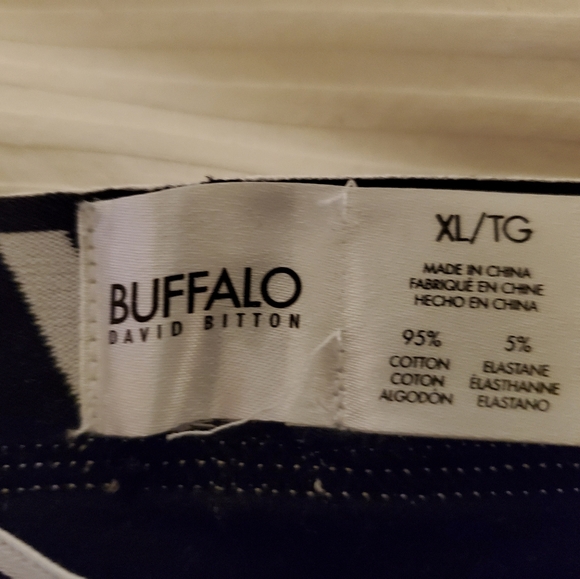 BUFFALO
DAVID BITTON
XL/TG
MADE IN CHINA
FABRIQUÉ EN CHINE
HECHO EN CHINA
95% 5%
COTTON ELASTANE
COTON ÉLASTHANNE
ALGODÓN ELASTANO